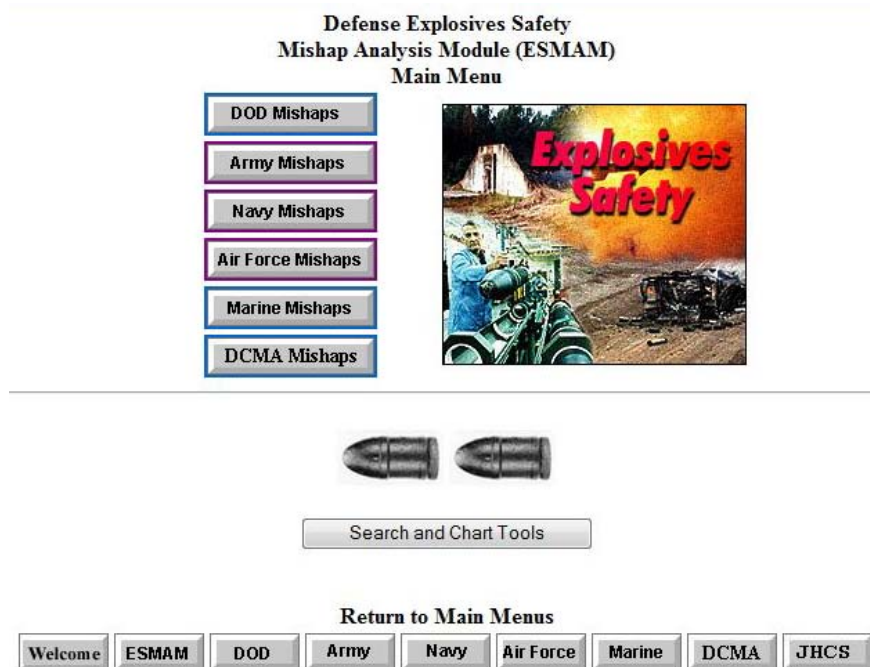 Defense Explosives Safety
Mishap Analysis Module (ESMAM)
Main Menu
DOD Mishaps
Army Mishaps
Navy Mishaps
Air Force Mishaps
Marine Mishaps
DCMA Mishaps
Explosives
Safety
Search and Chart Tools
Return to Main Menus
Welcome ESMAM DOD Army Navy Air Force Marine DCMA JHCS